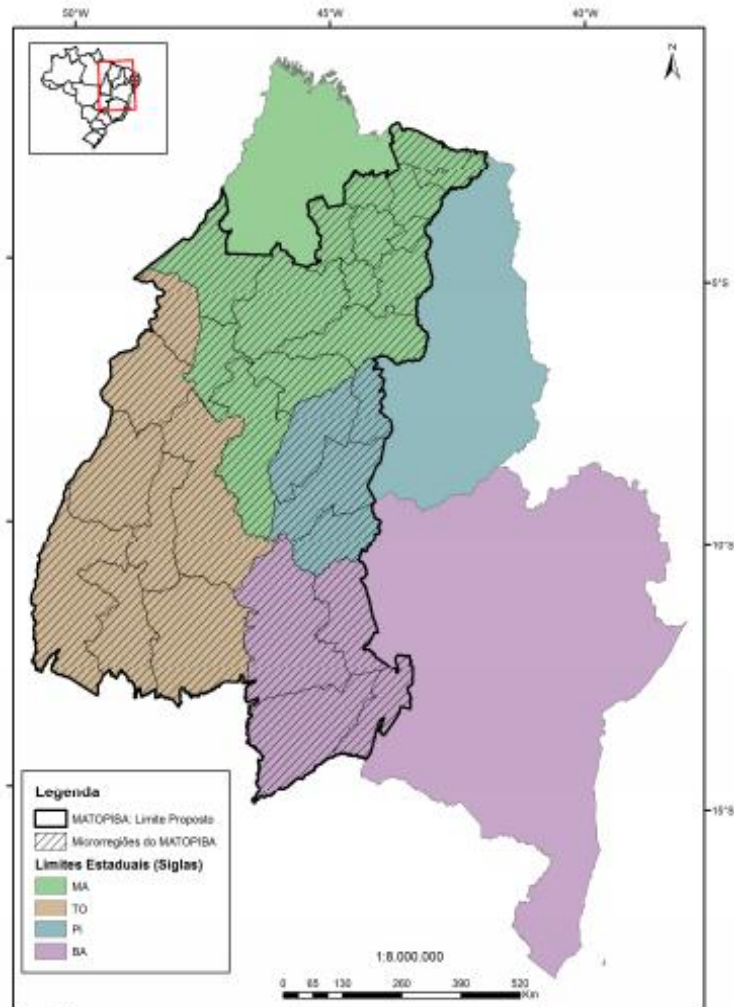 50°W 45°W 40°W
N
5°S
10°S
15°S
Legenda
MATOPIBA: Limite Proposto
Microrregiões do MATOPIBA
Limites Estaduais (Siglas)
MA
TO
PI
BA
1:8.000.000
0 65 130 260 390 520
Km